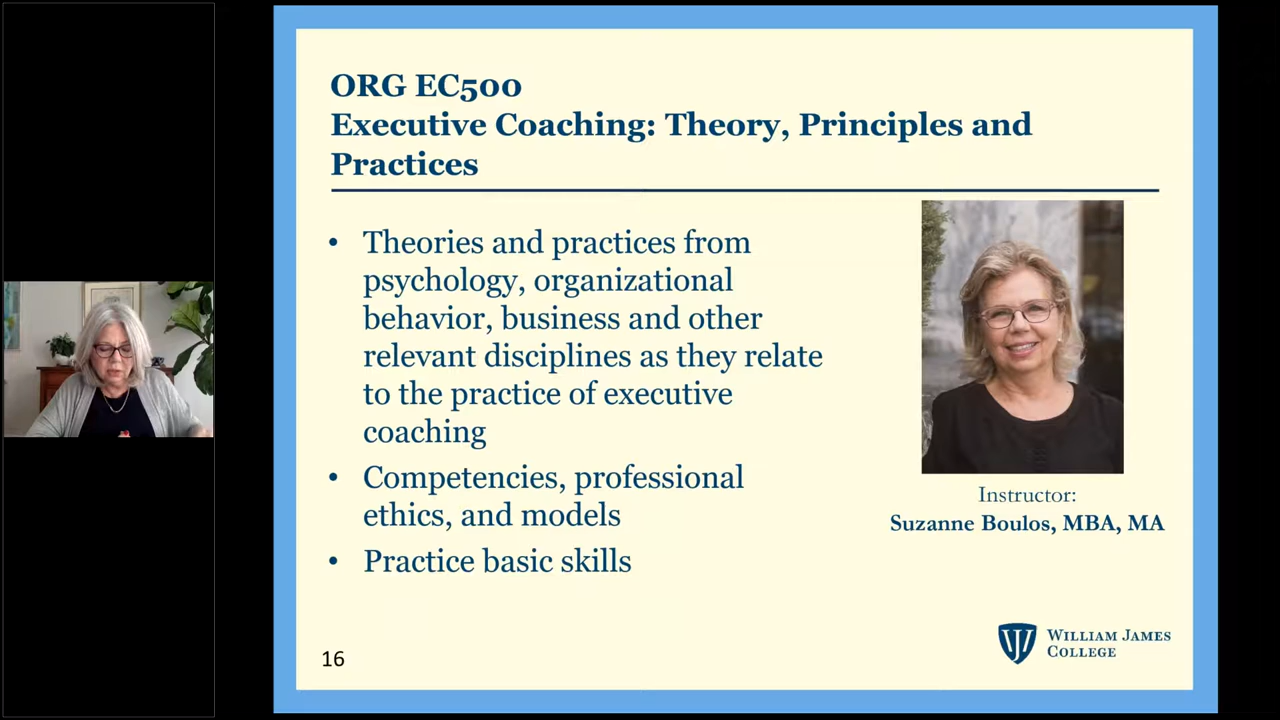 ORG EC500
Executive Coaching: Theory, Principles and
Practices
• Theories and practices from
psychology, organizational
behavior, business and other
relevant disciplines as they relate
to the practice of executive
coaching
• Competencies, professional
ethics, and models
• Practice basic skills
Instructor:
Suzanne Boulos, MBA, MA
16
WILLIAM JAMES
COLLEGE